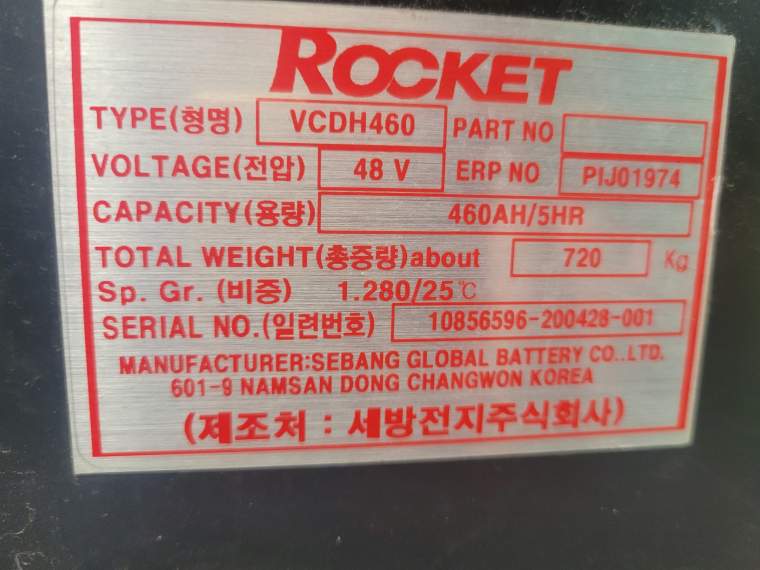 ROCKET
TYPE(형명) VCDH460 PART NO
VOLTAGE(전압) 48 V ERP NO PIJ01974
CAPACITY(용량) 460AH/5HR
TOTAL WEIGHT(총중량)about 720 Kg
Sp. Gr. (비중) 1.280/25℃
SERIAL NO.(일련번호) 10856596-200428-001
MANUFACTURER:SEBANG GLOBAL BATTERY CO..LTD.
601-9 NAMSAN DONG CHANGWON KOREA
(제조처 : 세방전지주식회사)